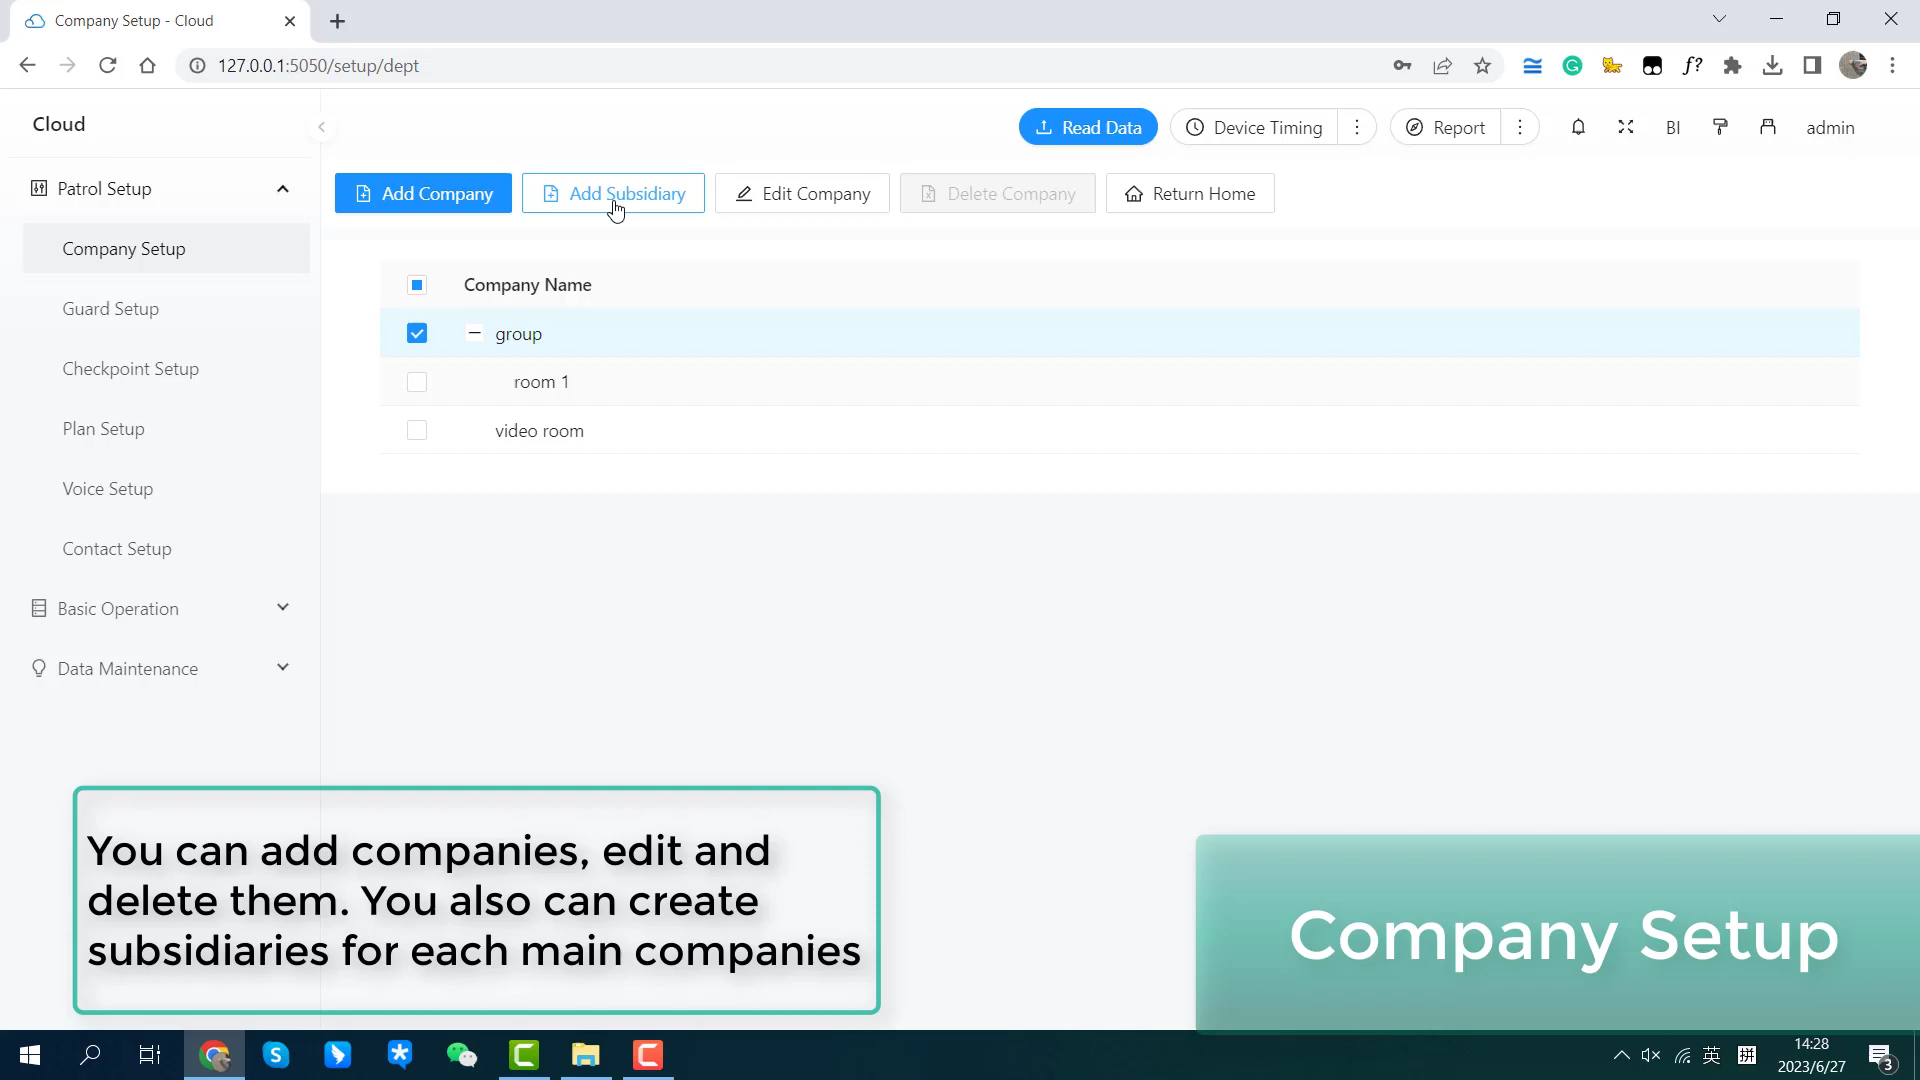 Company Setup - Cloud
127.0.0.1:5050/setup/dept
Cloud
Read Data
Device Timing
Report
BI
admin
Patrol Setup
Add Company
Add Subsidiary
Edit Company
Delete Company
Return Home
Company Setup
Guard Setup
Checkpoint Setup
Plan Setup
Voice Setup
Contact Setup
Basic Operation
Data Maintenance
Company Name
group
room 1
video room
You can add companies, edit and
delete them. You also can create
subsidiaries for each main companies
Company Setup
英
拼
14:28
2023/6/27
3